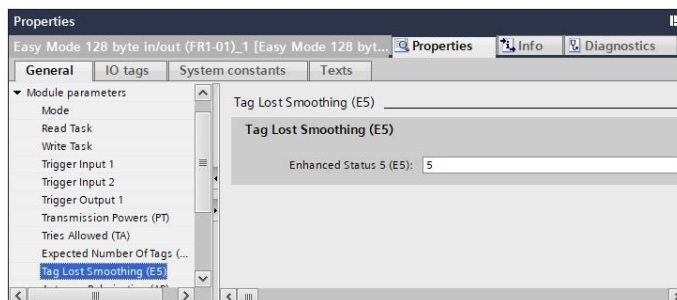 Properties
Easy Mode 128 byte in/out (FR1-01)_1 [Easy Mode 128 byt...
Properties
Info
Diagnostics
General
IO tags
System constants
Texts
Module parameters
Mode
Read Task
Write Task
Trigger Input 1
Trigger Input 2
Trigger Output 1
Transmission Powers (PT)
Tries Allowed (TA)
Expected Number Of Tags (...
Tag Lost Smoothing (E5)
Tag Lost Smoothing (E5)
Tag Lost Smoothing (E5)
Enhanced Status 5 (E5): 5